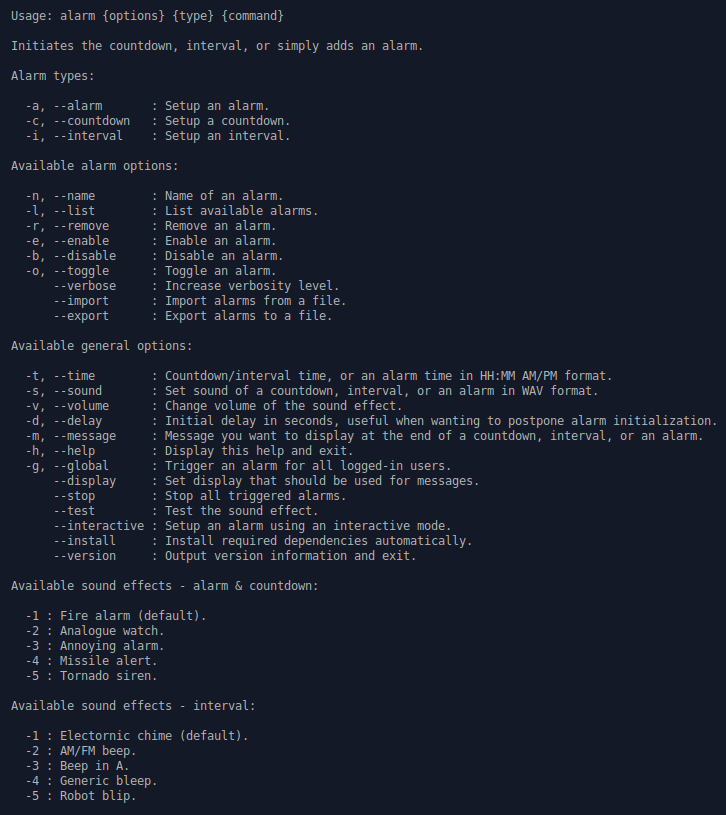 Usage: alarm {options} {type} {command}
Initiates the countdown, interval, or simply adds an alarm.
Alarm types:
-a, --alarm : Setup an alarm.
-c, --countdown : Setup a countdown.
-i, --interval : Setup an interval.
Available alarm options:
-n, --name : Name of an alarm.
-l, --list : List available alarms.
-r, --remove : Remove an alarm.
-e, --enable : Enable an alarm.
-b, --disable : Disable an alarm.
-o, --toggle : Toggle an alarm.
--verbose : Increase verbosity level.
--import : Import alarms from a file.
--export : Export alarms to a file.
Available general options:
-t, --time : Countdown/interval time, or an alarm time in HH:MM AM/PM format.
-s, --sound : Set sound of a countdown, interval, or an alarm in WAV format.
-v, --volume : Change volume of the sound effect.
-d, --delay : Initial delay in seconds, useful when wanting to postpone alarm initialization.
-m, --message : Message you want to display at the end of a countdown, interval, or an alarm.
-h, --help : Display this help and exit.
-g, --global : Trigger an alarm for all logged-in users.
--display : Set display that should be used for messages.
--stop : Stop all triggered alarms.
--test : Test the sound effect.
--interactive : Setup an alarm using an interactive mode.
--install : Install required dependencies automatically.
--version : Output version information and exit.
Available sound effects - alarm & countdown:
-1 : Fire alarm (default).
-2 : Analogue watch.
-3 : Annoying alarm.
-4 : Missile alert.
-5 : Tornado siren.
Available sound effects - interval:
-1 : Electornic chime (default).
-2 : AM/FM beep.
-3 : Beep in A.
-4 : Generic bleep.
-5 : Robot blip.